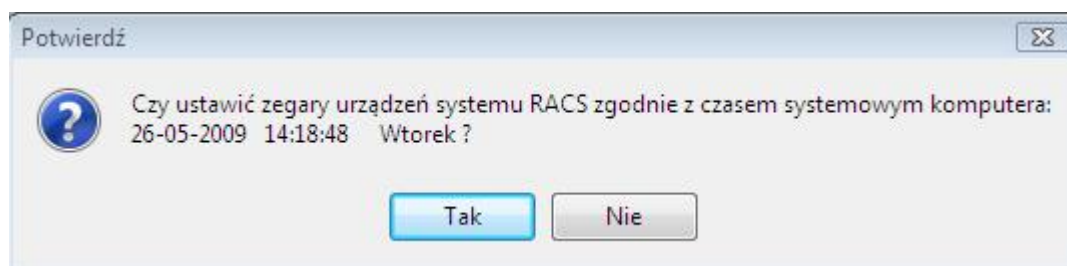 Potwierdź
Czy ustawić zegary urządzeń systemu RACS zgodnie z czasem systemowym komputera:
26-05-2009 14:18:48 Wtorek ?
Tak Nie